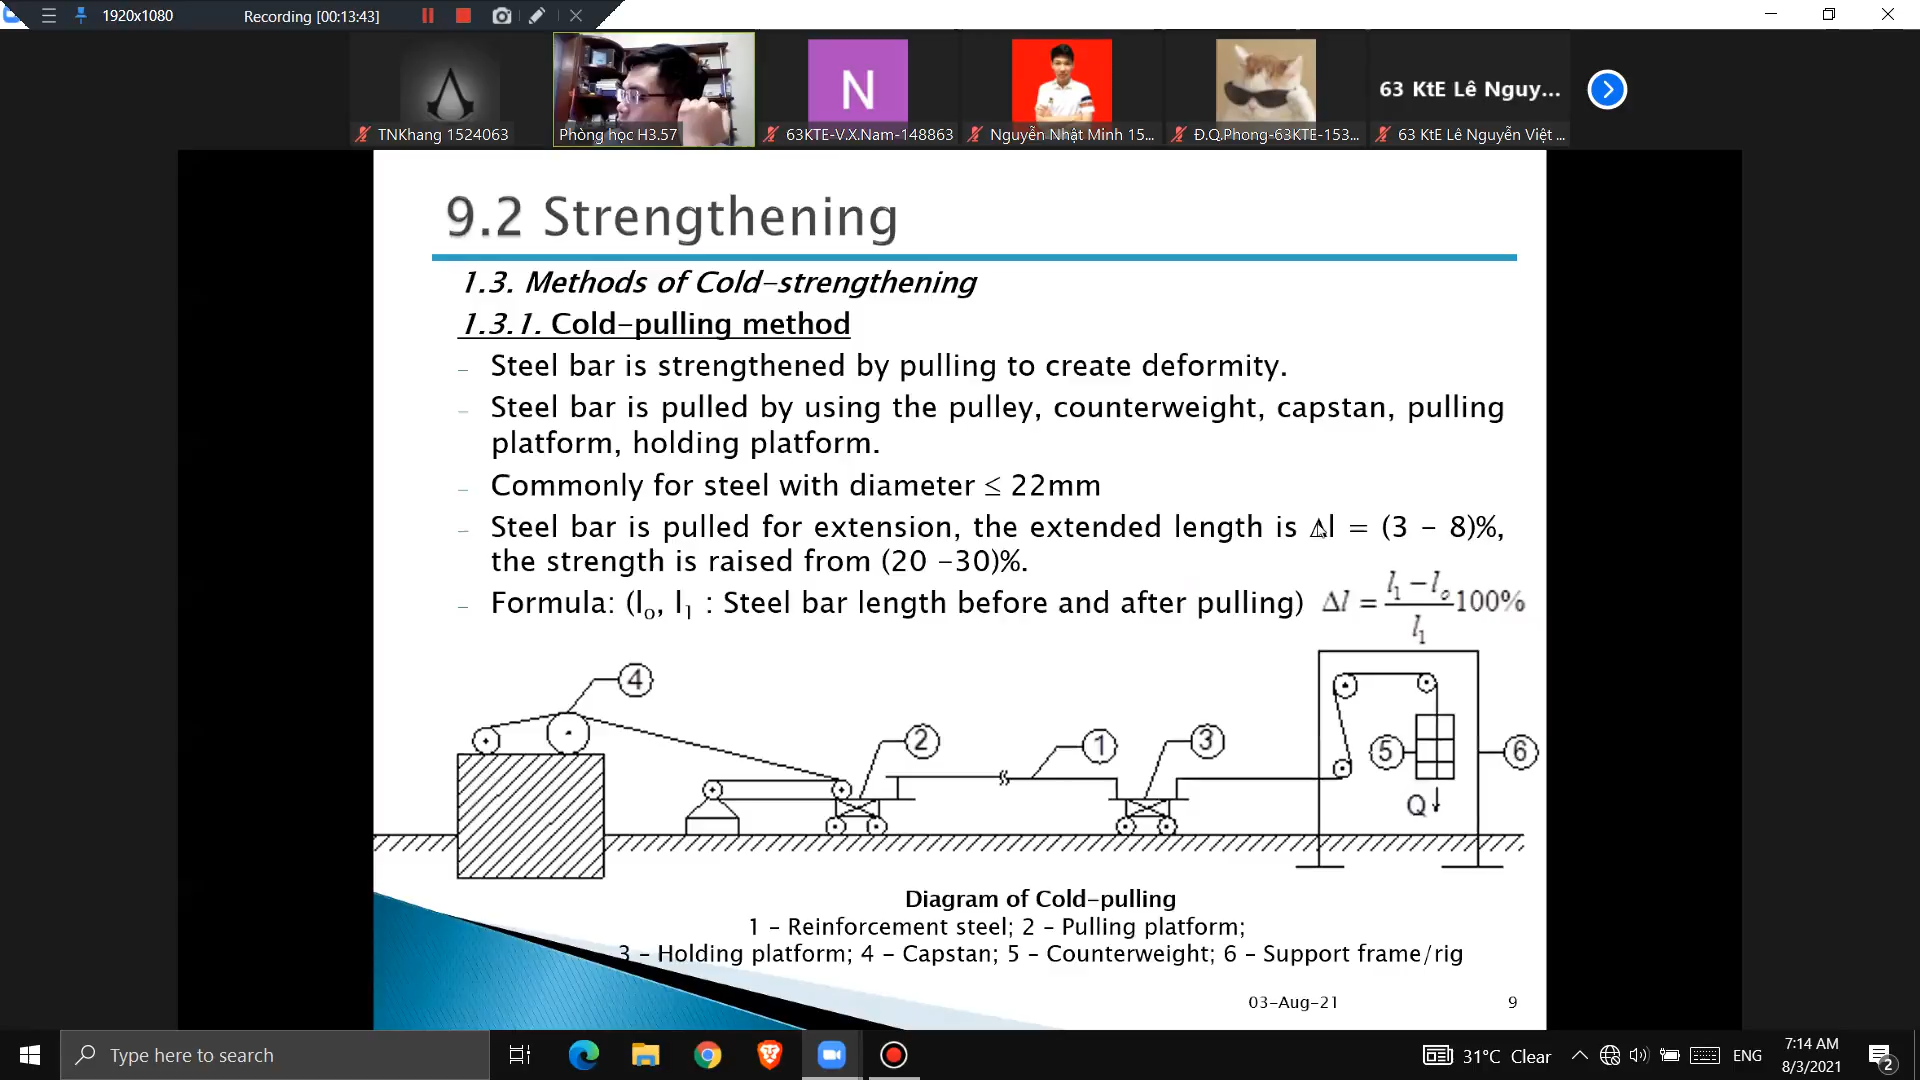 1920x1080
Recording [00:13:43]
N
63 KtE Lê Nguy...
TNKhang 1524063
Phòng học H3.57
63KTE-V.X.Nam-148863
Nguyễn Nhật Minh 15...
Đ.Q.Phong-63KTE-153...
63 KtE Lê Nguyễn Việt ...
9.2 Strengthening
1.3. Methods of Cold-strengthening
1.3.1. Cold-pulling method
– Steel bar is strengthened by pulling to create deformity.
– Steel bar is pulled by using the pulley, counterweight, capstan, pulling
platform, holding platform.
– Commonly for steel with diameter ≤ 22mm
– Steel bar is pulled for extension, the extended length is Δl = (3 – 8)%,
the strength is raised from (20 –30)%.
– Formula: (lo, l1 : Steel bar length before and after pulling) Δl = (l1 – lo)/l1 100%
4
2
1
3
5
6
Q
Diagram of Cold-pulling
1 – Reinforcement steel; 2 – Pulling platform;
3 – Holding platform; 4 – Capstan; 5 – Counterweight; 6 – Support frame/rig
03-Aug-21
9
Type here to search
31°C Clear
ENG
7:14 AM
8/3/2021
2